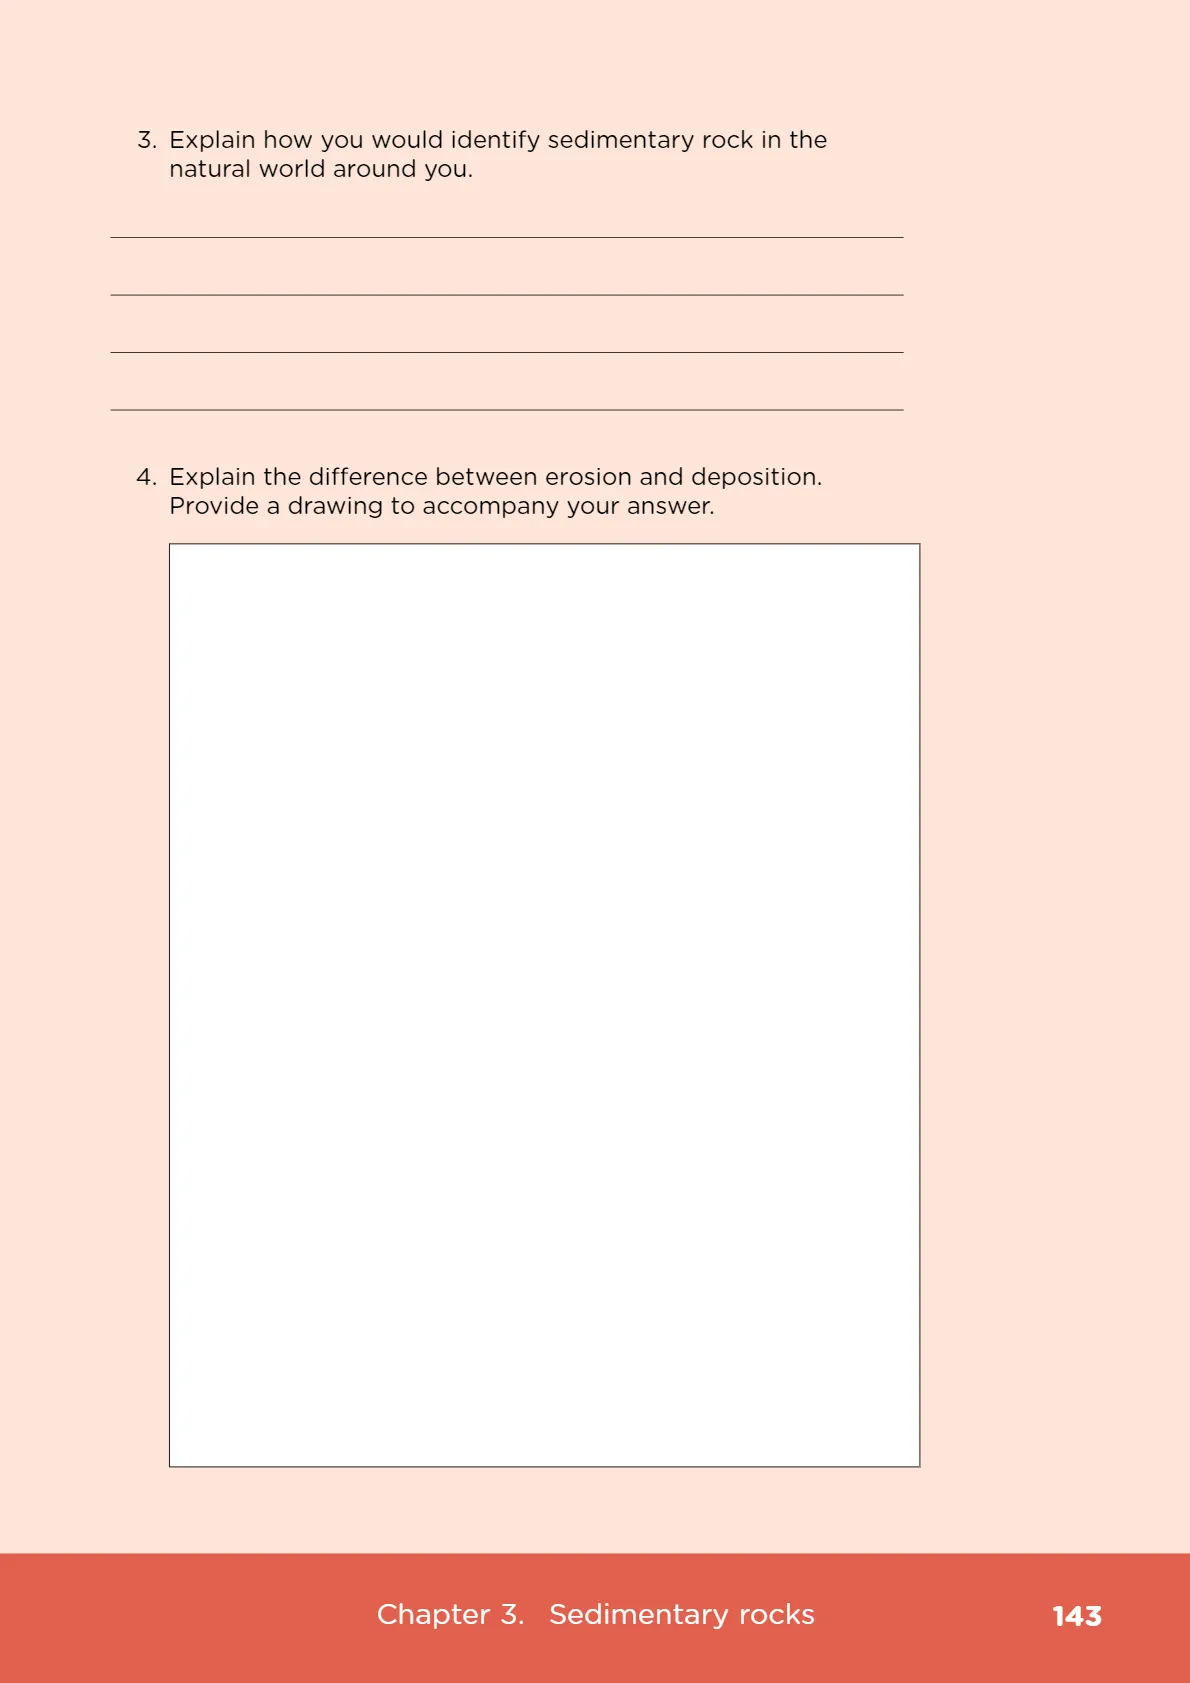 3. Explain how you would identify sedimentary rock in the
natural world around you.
4. Explain the difference between erosion and deposition.
Provide a drawing to accompany your answer.
Chapter 3. Sedimentary rocks
143